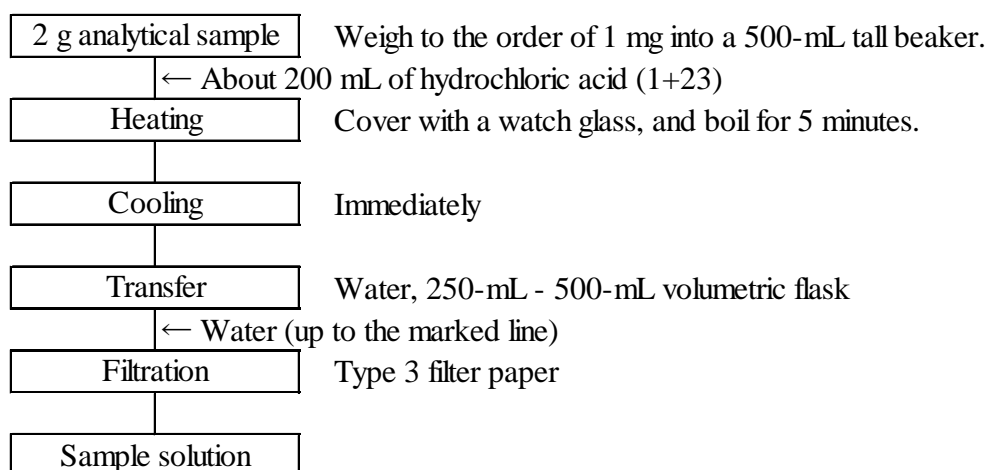 2 g analytical sample Weigh to the order of 1 mg into a 500-mL tall beaker.
← About 200 mL of hydrochloric acid (1+23)
Heating Cover with a watch glass, and boil for 5 minutes.
Cooling Immediately
Transfer Water, 250-mL - 500-mL volumetric flask
← Water (up to the marked line)
Filtration Type 3 filter paper
Sample solution